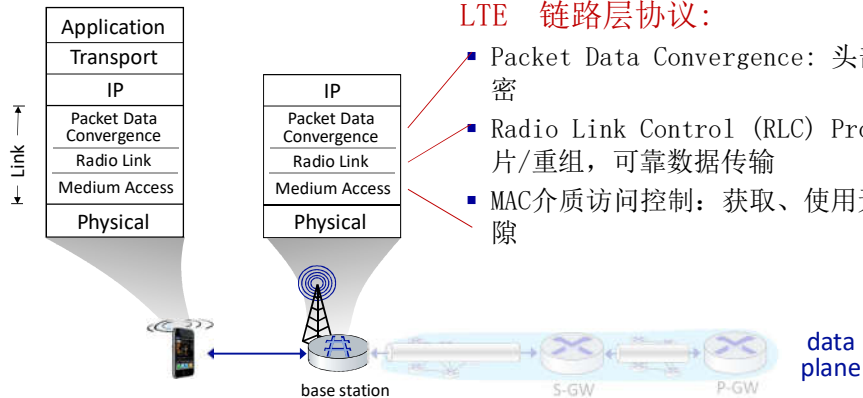 LTE 链路层协议:
Application
Transport
IP
Packet Data
Convergence
Radio Link
Medium Access
Physical
Link
IP
Packet Data
Convergence
Radio Link
Medium Access
Physical
Packet Data Convergence: 头
密
Radio Link Control (RLC) Pro
片/重组，可靠数据传输
MAC介质访问控制：获取、使用
隙
base station
S-GW
P-GW
data
plane